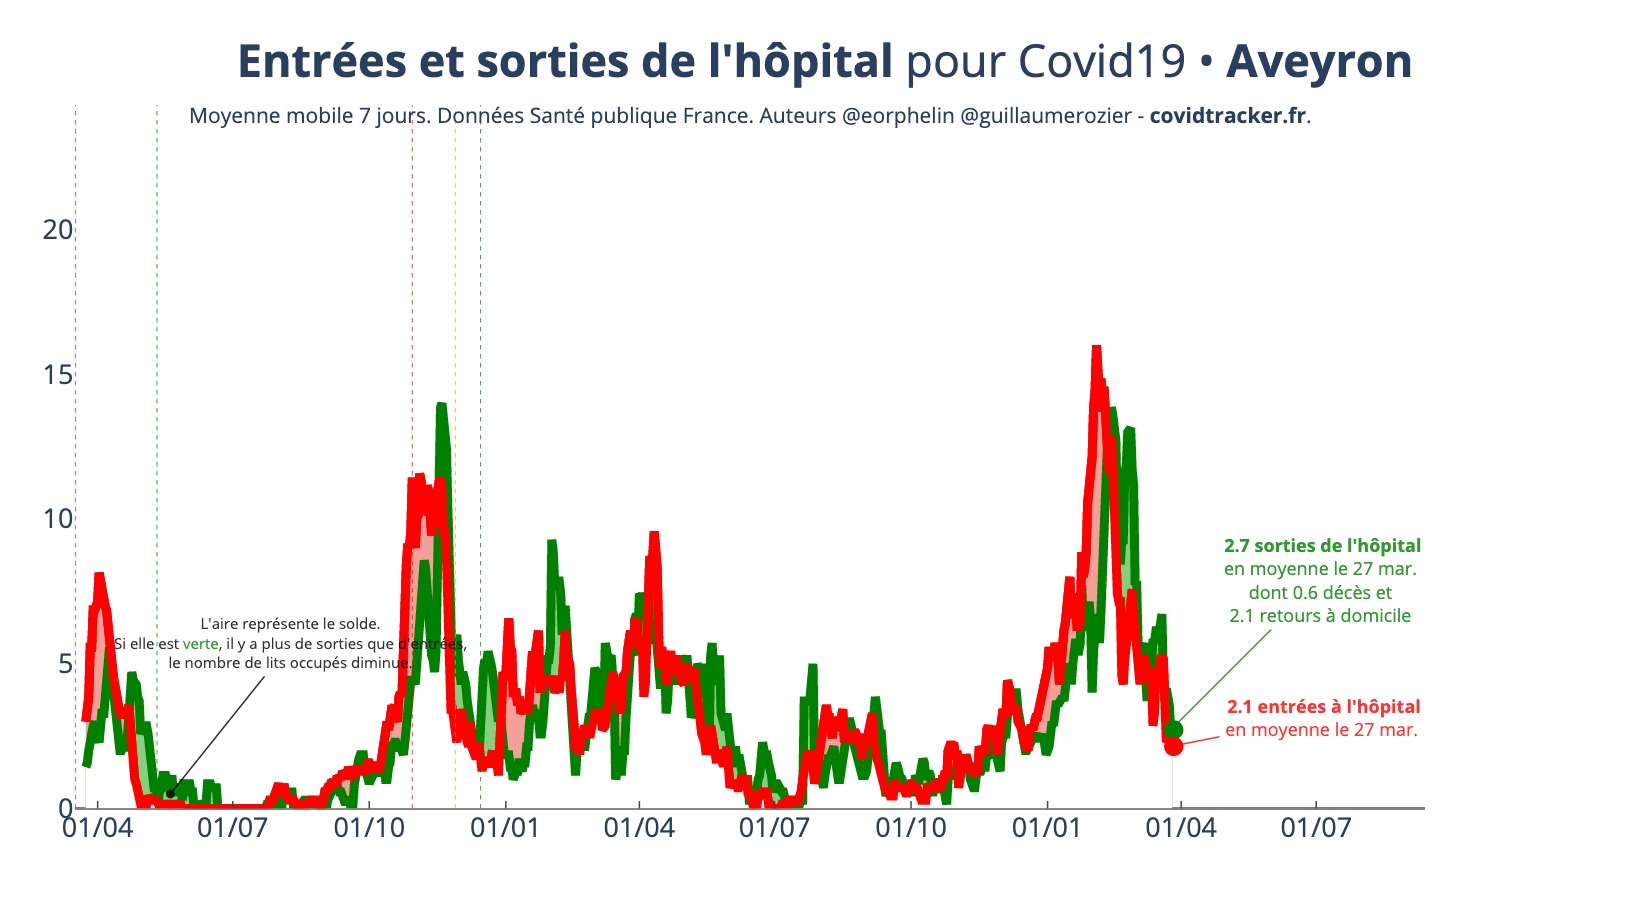 Entrées et sorties de l'hôpital pour Covid19 • Aveyron
Moyenne mobile 7 jours. Données Santé publique France. Auteurs @eorphelin @guillaumerozier - covidtracker.fr.
20
15
10
5
0
L'aire représente le solde.
Si elle est verte, il y a plus de sorties que d'entrées,
le nombre de lits occupés diminue.
2.7 sorties de l'hôpital
en moyenne le 27 mar.
dont 0.6 décès et
2.1 retours à domicile
2.1 entrées à l'hôpital
en moyenne le 27 mar.
01/04 01/07 01/10 01/01 01/04 01/07 01/10 01/01 01/04 01/07